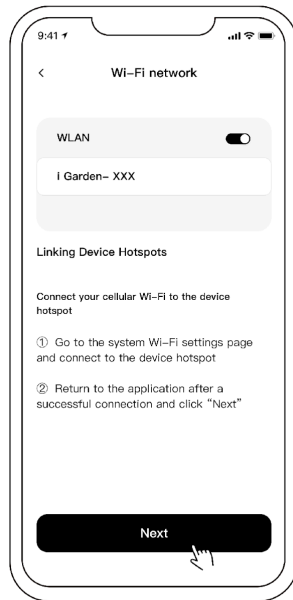 9:41
Wi-Fi network
WLAN
i Garden- XXX
Linking Device Hotspots
Connect your cellular Wi-Fi to the device
hotspot
① Go to the system Wi-Fi settings page
and connect to the device hotspot
② Return to the application after a
successful connection and click “Next”
Next